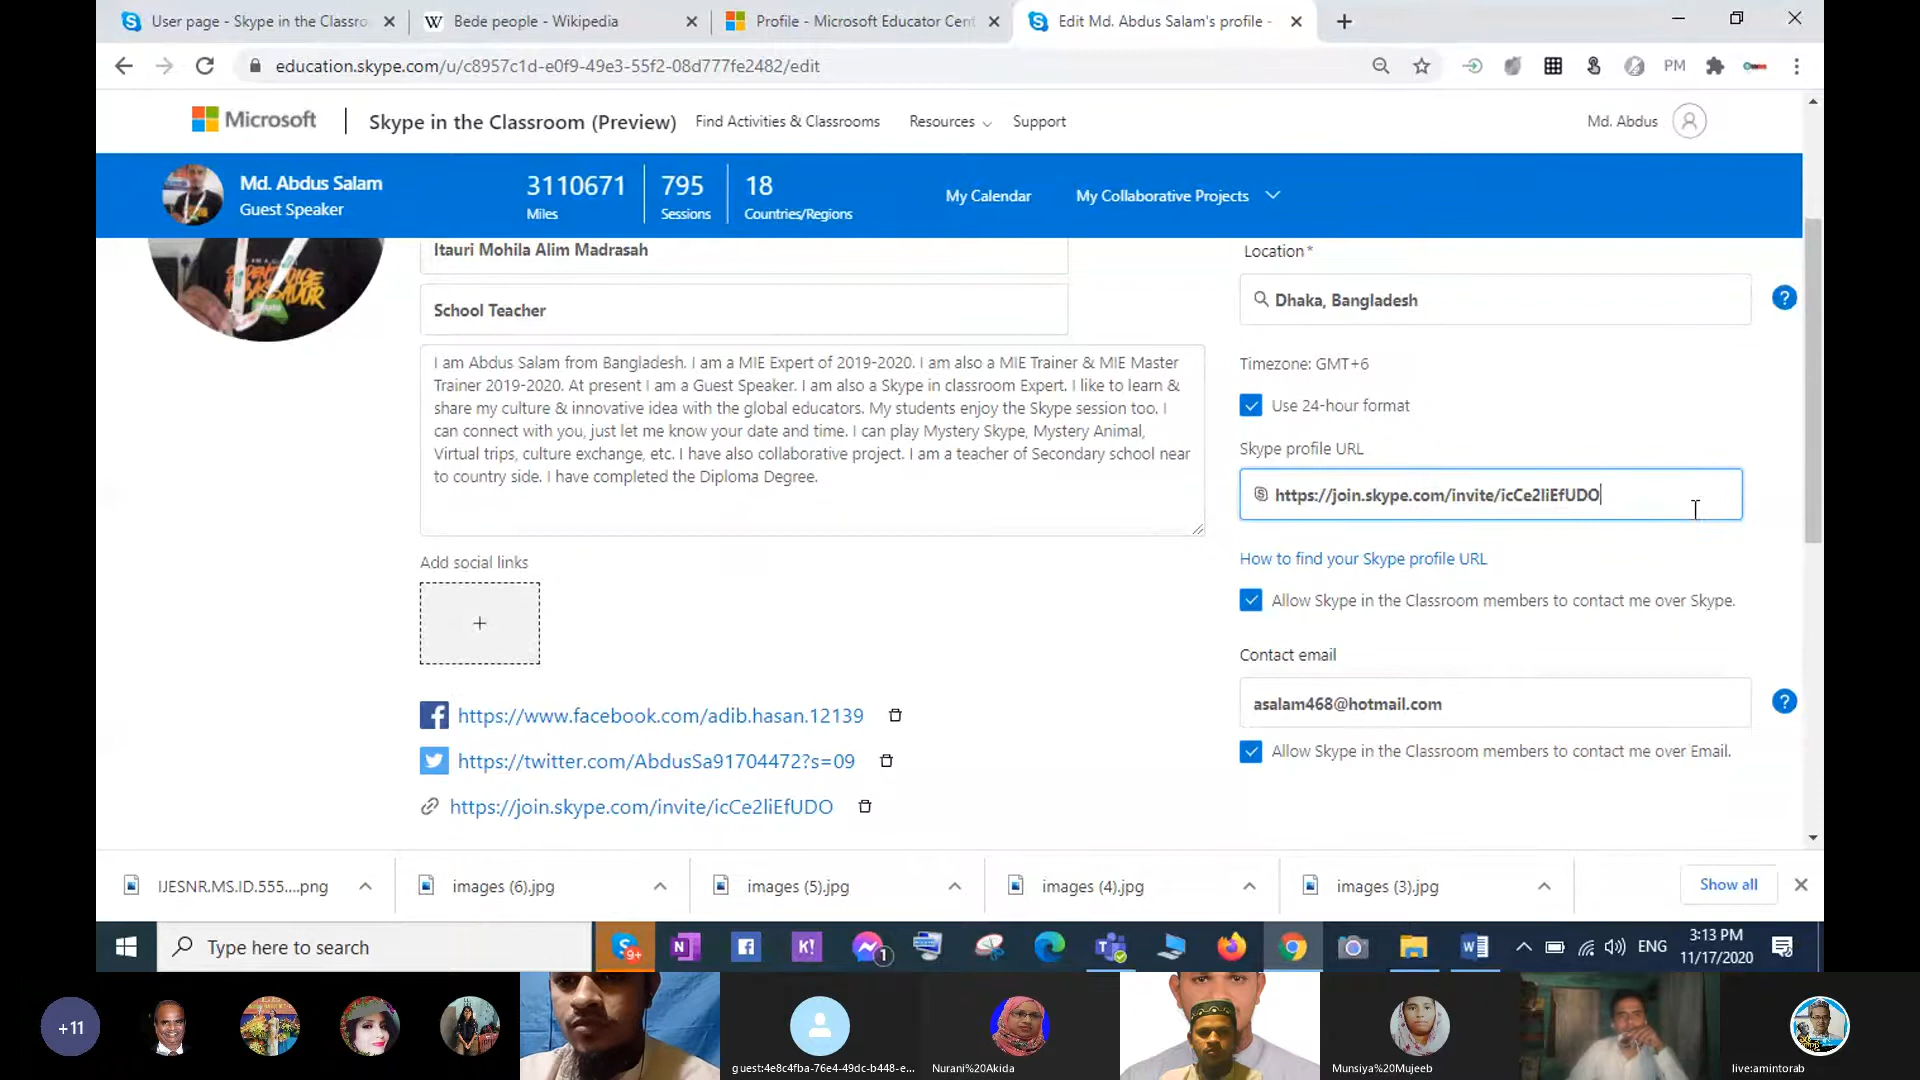 User page - Skype in the Classro
Bede people - Wikipedia
Profile - Microsoft Educator Cent
Edit Md. Abdus Salam's profile -
education.skype.com/u/c8957c1d-e0f9-49e3-55f2-08d777fe2482/edit
PM
Microsoft
Skype in the Classroom (Preview)
Find Activities & Classrooms
Resources
Support
Md. Abdus
Md. Abdus Salam
Guest Speaker
3110671
Miles
795
Sessions
18
Countries/Regions
My Calendar
My Collaborative Projects
Itauri Mohila Alim Madrasah
School Teacher
I am Abdus Salam from Bangladesh. I am a MIE Expert of 2019-2020. I am also a MIE Trainer & MIE Master
Trainer 2019-2020. At present I am a Guest Speaker. I am also a Skype in classroom Expert. I like to learn &
share my culture & innovative idea with the global educators. My students enjoy the Skype session too. I
can connect with you, just let me know your date and time. I can play Mystery Skype, Mystery Animal,
Virtual trips, culture exchange, etc. I have also collaborative project. I am a teacher of Secondary school near
to country side. I have completed the Diploma Degree.
Add social links
+
https://www.facebook.com/adib.hasan.12139
https://twitter.com/AbdusSa91704472?s=09
https://join.skype.com/invite/icCe2liEfUDO
Location*
Dhaka, Bangladesh
?
Timezone: GMT+6
Use 24-hour format
Skype profile URL
https://join.skype.com/invite/icCe2liEfUDO
How to find your Skype profile URL
Allow Skype in the Classroom members to contact me over Skype.
Contact email
asalam468@hotmail.com
?
Allow Skype in the Classroom members to contact me over Email.
IJESNR.MS.ID.555....png
images (6).jpg
images (5).jpg
images (4).jpg
images (3).jpg
Show all
Type here to search
9+
N
K!
1
ENG
3:13 PM
11/17/2020
+11
guest:4e8c4fba-76e4-49dc-b448-e...
Nurani%20Akida
Munsiya%20Mujeeb
live:amintorab